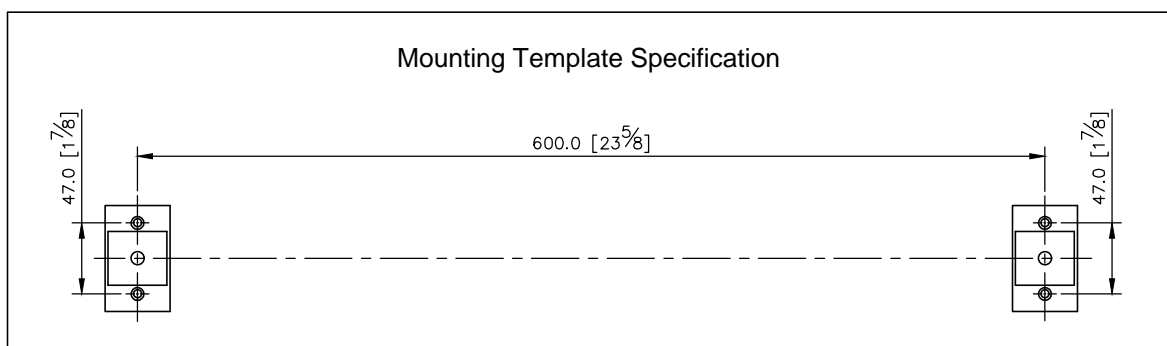 Mounting Template Specification
600.0 [23⅝]
47.0 [1⅞]
47.0 [1⅞]